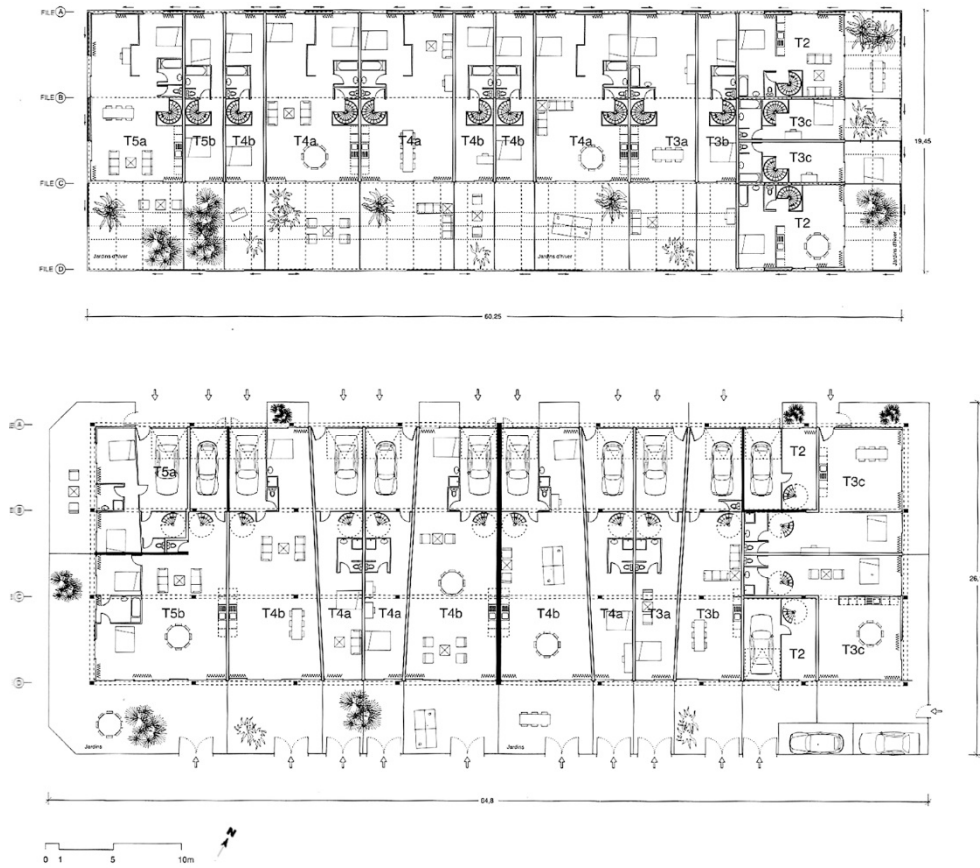 FILE A
FILE B
T5a T5b T4b T4a T4a T4b T4b T4a T3a T3b
T2
T3c
T3c
T2
19,45
FILE C
FILE D
Jardins d'hiver
Jardins d'hiver
Jardins d'hiver
60,25
A
T5a
T2
T3c
B
C
T5b T4b T4a T4a T4b T4b T4a T3a T3b
T2
T3c
26,
D
Jardins
Jardins
64,8
N
0 1 5 10m